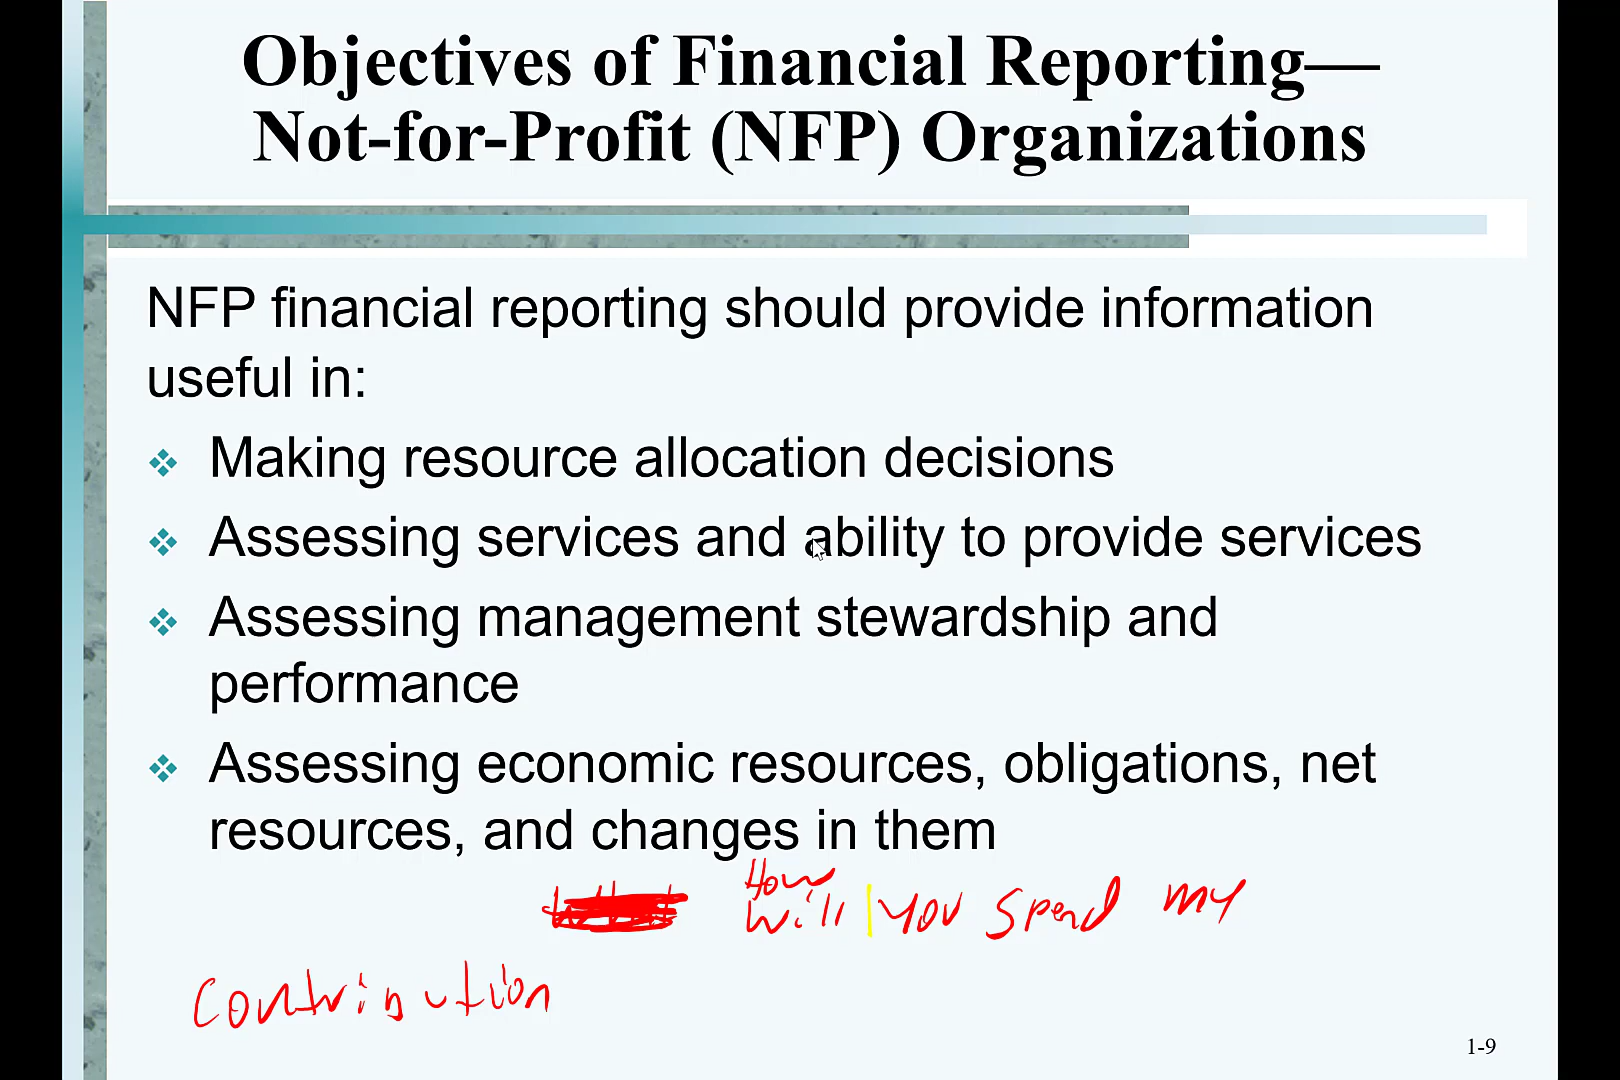 Objectives of Financial Reporting—
Not-for-Profit (NFP) Organizations
NFP financial reporting should provide information
useful in:
Making resource allocation decisions
Assessing services and ability to provide services
Assessing management stewardship and
performance
Assessing economic resources, obligations, net
resources, and changes in them
How
Will You Spend my
Contribution
1-9